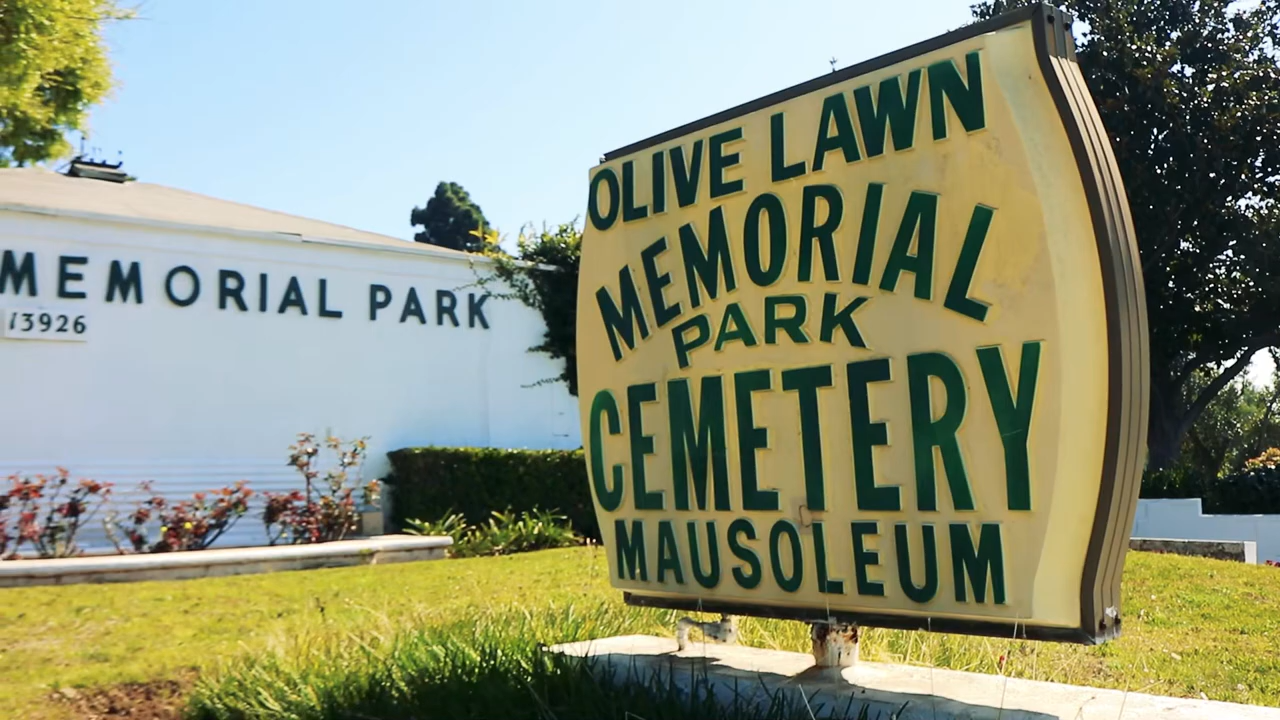 MEMORIAL PARK
13926
OLIVE LAWN
MEMORIAL
PARK
CEMETERY
MAUSOLEUM